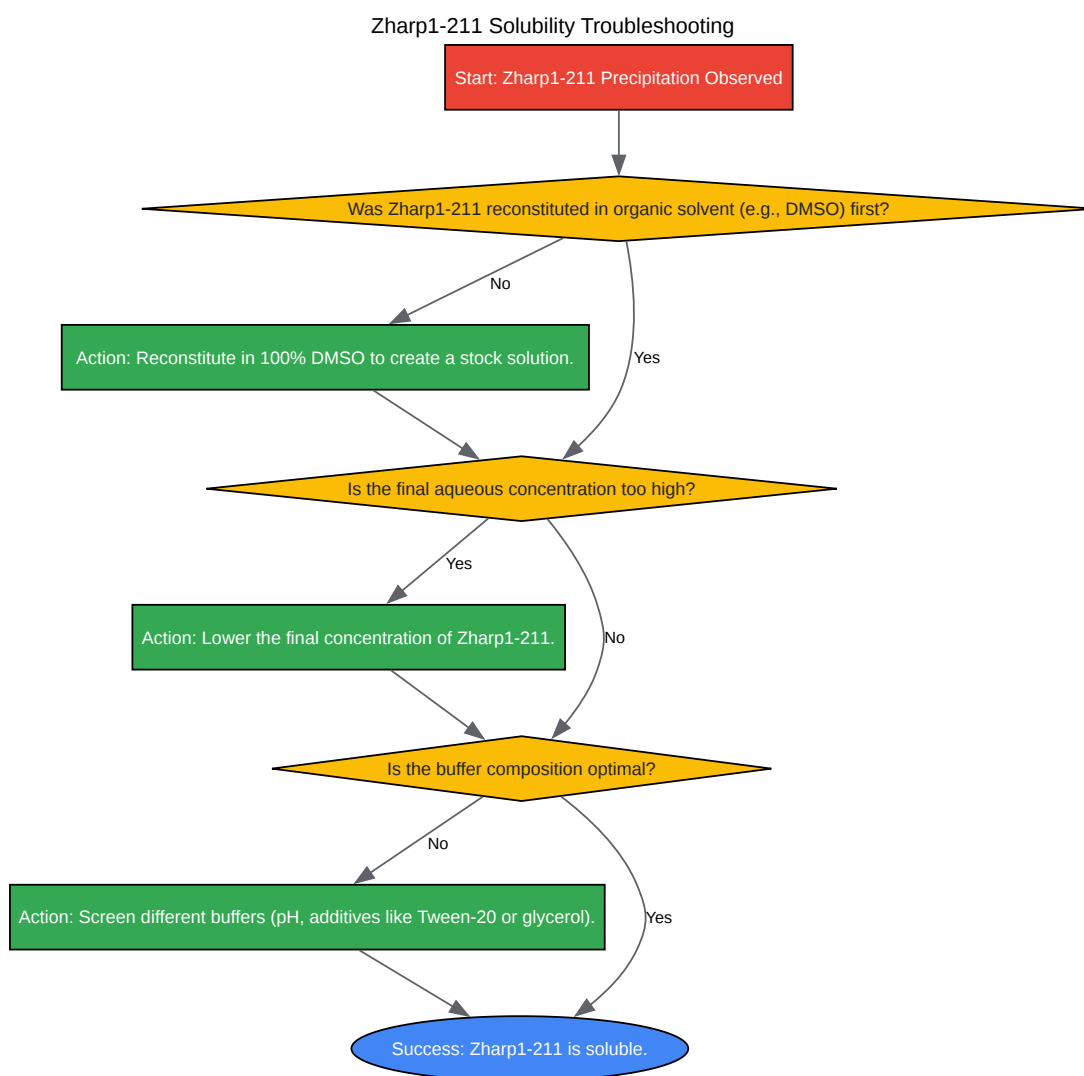 Zharp1-211 Solubility Troubleshooting
Start: Zharp1-211 Precipitation Observed
Was Zharp1-211 reconstituted in organic solvent (e.g., DMSO) first?
No
Yes
Action: Reconstitute in 100% DMSO to create a stock solution.
Is the final aqueous concentration too high?
Yes
No
Action: Lower the final concentration of Zharp1-211.
Is the buffer composition optimal?
No
Yes
Action: Screen different buffers (pH, additives like Tween-20 or glycerol).
Success: Zharp1-211 is soluble.